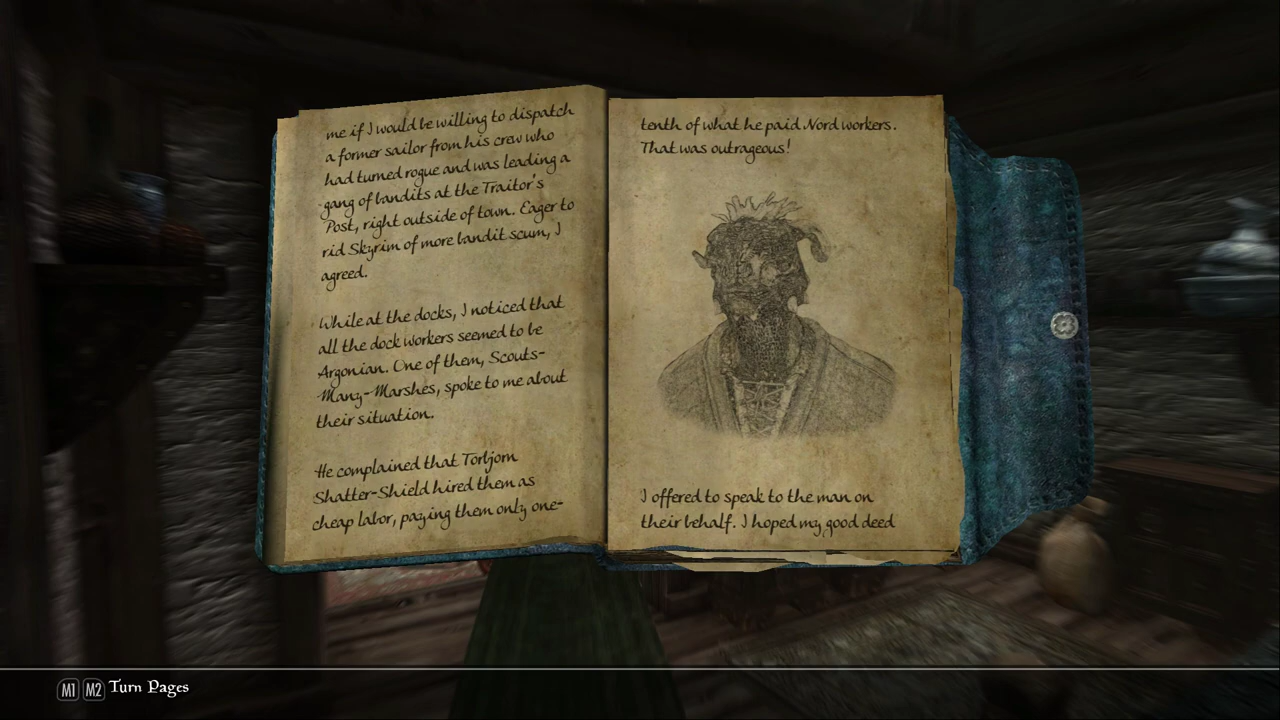 me if I would be willing to dispatch
a former sailor from his crew who
had turned rogue and was leading a
gang of bandits at the Traitor's
Post, right outside of town. Eager to
rid Skyrim of more bandit scum, I
agreed.
While at the docks, I noticed that
all the dock workers seemed to be
Argonian. One of them, Scouts-
Many-Marshes, spoke to me about
their situation.
He complained that Torbjorn
Shatter-Shield hired them as
cheap labor, paying them only one-
tenth of what he paid Nord workers.
That was outrageous!
I offered to speak to the man on
their behalf. I hoped my good deed
M1 M2 Turn Pages